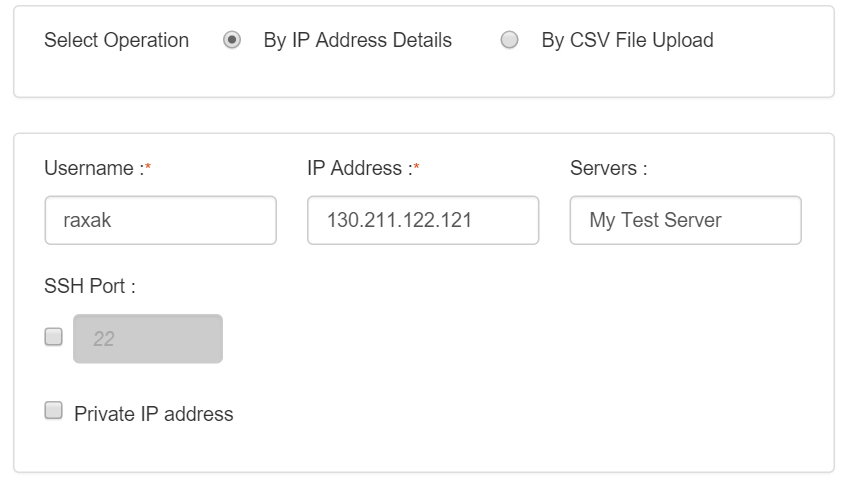 Select Operation By IP Address Details By CSV File Upload
Username :* IP Address :* Servers :
raxak 130.211.122.121 My Test Server
SSH Port :
22
Private IP address